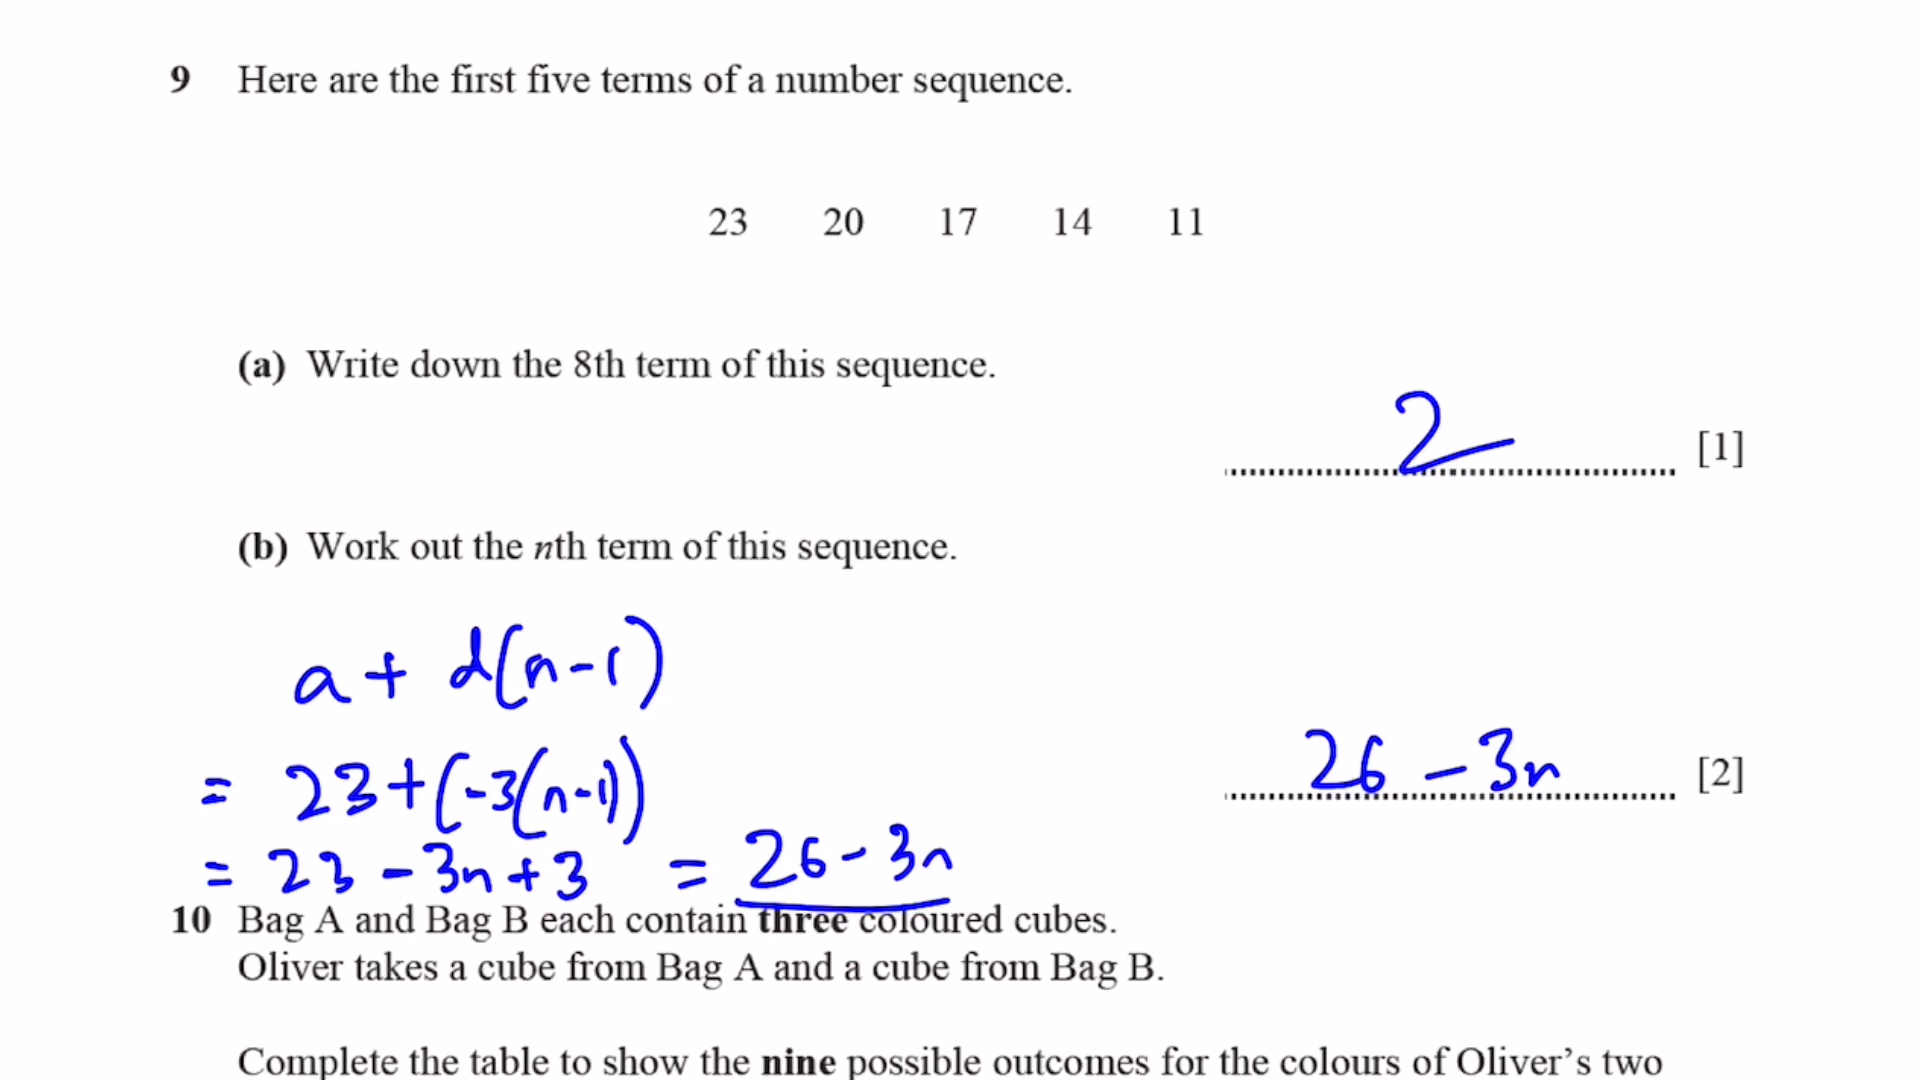 9 Here are the first five terms of a number sequence.
23 20 17 14 11
(a) Write down the 8th term of this sequence.
2
[1]
(b) Work out the nth term of this sequence.
a + d(n-1)
= 23+(-3(n-1))
26 - 3n [2]
= 23 - 3n + 3 = 26 - 3n
10 Bag A and Bag B each contain three coloured cubes.
Oliver takes a cube from Bag A and a cube from Bag B.
Complete the table to show the nine possible outcomes for the colours of Oliver's two